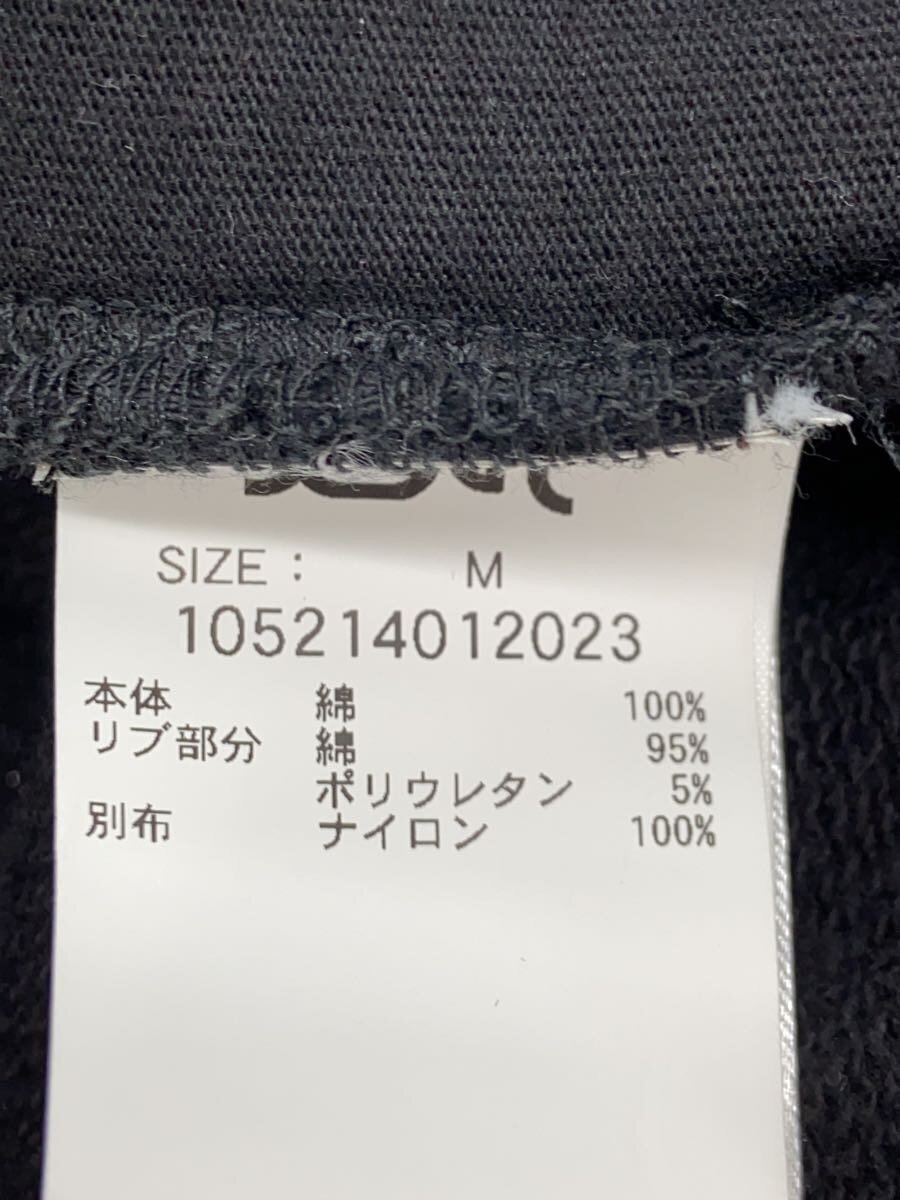 SIZE : M
105214012023
本体 綿 100%
リブ部分 綿 95%
ポリウレタン 5%
別布 ナイロン 100%